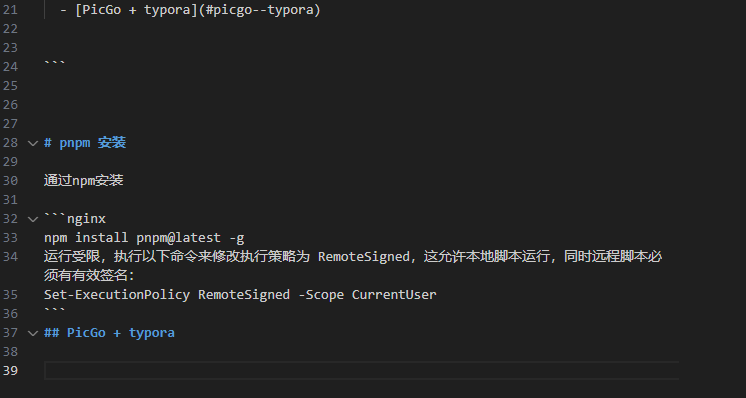 21 - [PicGo + typora](#picgo--typora)
22
23
24 ```
25
26
27
28 # pnpm 安装
29
30 通过npm安装
31
32 ```nginx
33 npm install pnpm@latest -g
34 运行受限，执行以下命令来修改执行策略为 RemoteSigned，这允许本地脚本运行，同时远程脚本必
须有有效签名：
35 Set-ExecutionPolicy RemoteSigned -Scope CurrentUser
36 ```
37 ## PicGo + typora
38
39